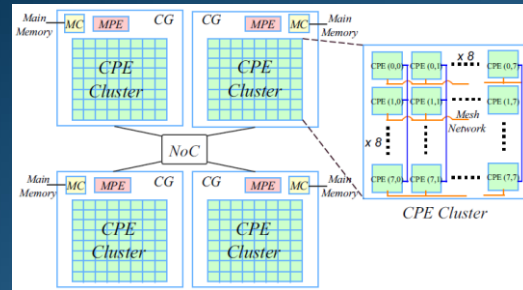 Main
Memory
MC
MPE
CG
CPE
Cluster
CG
MPE
MC
Main
Memory
CPE
Cluster
NoC
Main
Memory
MC
MPE
CG
CPE
Cluster
CG
MPE
MC
Main
Memory
CPE
Cluster
x 8
CPE (0,0) CPE (0,1) CPE (0,7)
CPE (1,0) CPE (1,1) CPE (1,7)
Mesh
Network
x 8
CPE (7,0) CPE (7,1) CPE (7,7)
CPE Cluster